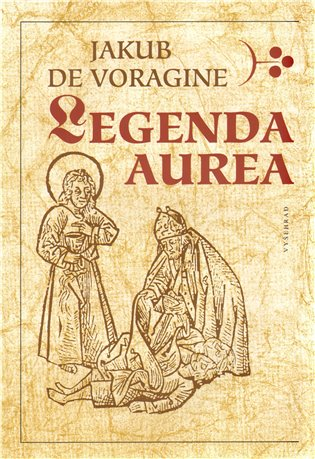 JAKUB
DE VORAGINE
LEGENDA
AUREA
VYŠEHRAD